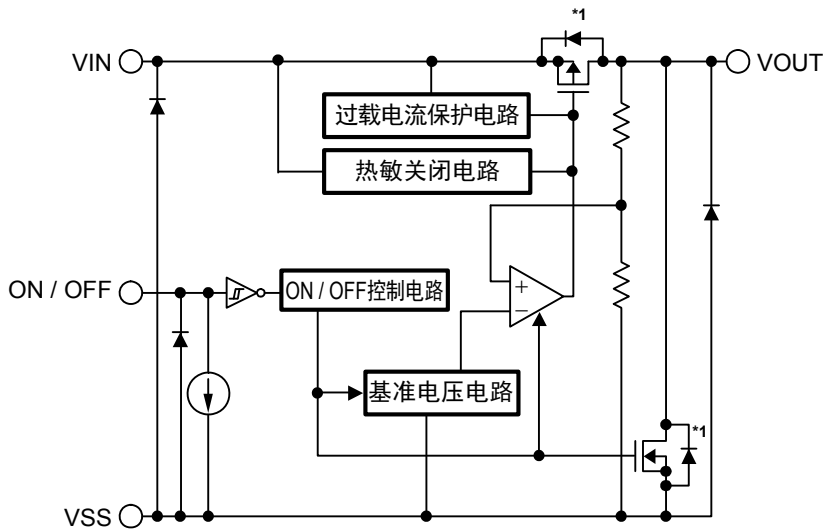 *1
VIN
VOUT
过载电流保护电路
热敏关闭电路
ON / OFF
ON / OFF控制电路
+
−
基准电压电路
*1
VSS